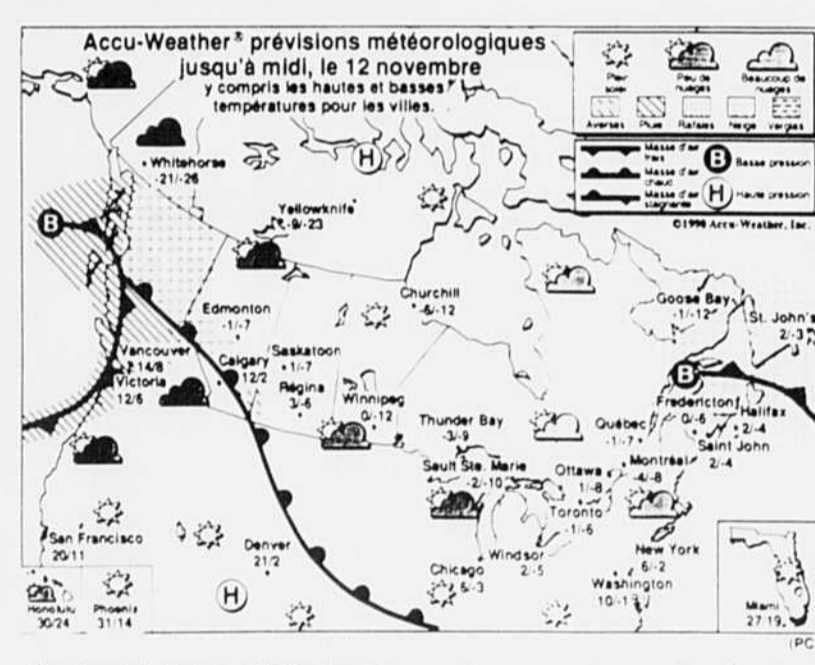 Accu-Weather® prévisions météorologiques
jusqu'à midi, le 12 novembre
y compris les hautes et basses
températures pour les villes.
Plein
soleil
Peu de
nuages
Beaucoup de
nuages
Averses
Pluie
Rafales
Neige
Verglas
Masse d'air
frais
Masse d'air
chaud
Masse d'air
stagnante
B
Basse pression
H
Haute pression
©1990 Accu-Weather, Inc.
Whitehorse
-21/-26
H
Yellowknife
-9/-23
B
Churchill
-6/-12
Goose Bay
-1/-12
St. John's
2/-3
Edmonton
-1/-7
Vancouver
14/8
Victoria
12/6
Calgary
12/2
Saskatoon
1/-7
Régina
3/-6
Winnipeg
0/-12
B
Fredericton
0/-6
Halifax
2/-4
Saint John
2/-4
Thunder Bay
-3/-9
Québec
-1/-7
Sault Ste. Marie
-2/-10
Ottawa
1/-8
Montréal
-4/-8
Toronto
-1/-6
San Francisco
20/11
Denver
21/2
Windsor
2/-5
New York
6/-2
Chicago
6/-3
Washington
10/-1
H
Honolulu
30/24
Phoenix
31/14
Miami
27/19
(PC